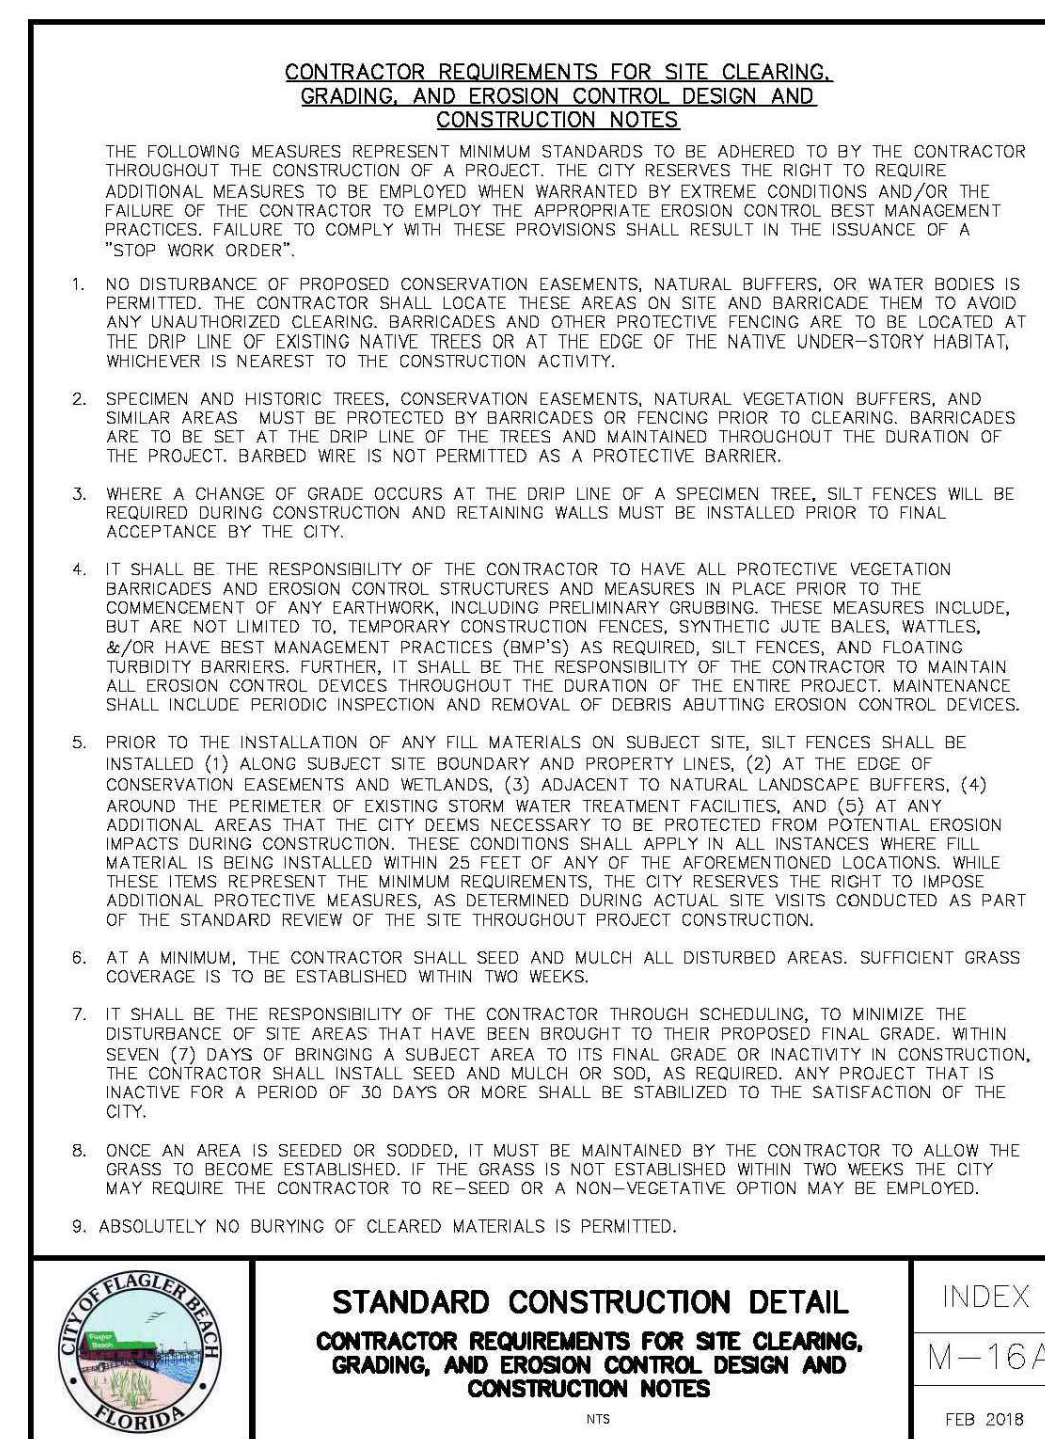 CONTRACTOR REQUIREMENTS FOR SITE CLEARING,
GRADING, AND EROSION CONTROL DESIGN AND
CONSTRUCTION NOTES
THE FOLLOWING MEASURES REPRESENT MINIMUM STANDARDS TO BE ADHERED TO BY THE CONTRACTOR
THROUGHOUT THE CONSTRUCTION OF A PROJECT. THE CITY RESERVES THE RIGHT TO REQUIRE
ADDITIONAL MEASURES TO BE EMPLOYED WHEN WARRANTED BY EXTREME CONDITIONS AND/OR THE
FAILURE OF THE CONTRACTOR TO EMPLOY THE APPROPRIATE EROSION CONTROL BEST MANAGEMENT
PRACTICES. FAILURE TO COMPLY WITH THESE PROVISIONS SHALL RESULT IN THE ISSUANCE OF A
"STOP WORK ORDER".
1. NO DISTURBANCE OF PROPOSED CONSERVATION EASEMENTS, NATURAL BUFFERS, OR WATER BODIES IS
PERMITTED. THE CONTRACTOR SHALL LOCATE THESE AREAS ON SITE AND BARRICADE THEM TO AVOID
ANY UNAUTHORIZED CLEARING. BARRICADES AND OTHER PROTECTIVE FENCING ARE TO BE LOCATED AT
THE DRIP LINE OF EXISTING NATIVE TREES OR AT THE EDGE OF THE NATIVE UNDER-STORY HABITAT,
WHICHEVER IS NEAREST TO THE CONSTRUCTION ACTIVITY.
2. SPECIMEN AND HISTORIC TREES, CONSERVATION EASEMENTS, NATURAL VEGETATION BUFFERS, AND
SIMILAR AREAS MUST BE PROTECTED BY BARRICADES OR FENCING PRIOR TO CLEARING. BARRICADES
ARE TO BE SET AT THE DRIP LINE OF THE TREES AND MAINTAINED THROUGHOUT THE DURATION OF
THE PROJECT. BARBED WIRE IS NOT PERMITTED AS A PROTECTIVE BARRIER.
3. WHERE A CHANGE OF GRADE OCCURS AT THE DRIP LINE OF A SPECIMEN TREE, SILT FENCES WILL BE
REQUIRED DURING CONSTRUCTION AND RETAINING WALLS MUST BE INSTALLED PRIOR TO FINAL
ACCEPTANCE BY THE CITY.
4. IT SHALL BE THE RESPONSIBILITY OF THE CONTRACTOR TO HAVE ALL PROTECTIVE VEGETATION
BARRICADES AND EROSION CONTROL STRUCTURES AND MEASURES IN PLACE PRIOR TO THE
COMMENCEMENT OF ANY EARTHWORK, INCLUDING PRELIMINARY GRUBBING. THESE MEASURES INCLUDE,
BUT ARE NOT LIMITED TO, TEMPORARY CONSTRUCTION FENCES, SYNTHETIC JUTE BALES, WATTLES,
&/OR HAVE BEST MANAGEMENT PRACTICES (BMP'S) AS REQUIRED, SILT FENCES, AND FLOATING
TURBIDITY BARRIERS. FURTHER, IT SHALL BE THE RESPONSIBILITY OF THE CONTRACTOR TO MAINTAIN
ALL EROSION CONTROL DEVICES THROUGHOUT THE DURATION OF THE ENTIRE PROJECT. MAINTENANCE
SHALL INCLUDE PERIODIC INSPECTION AND REMOVAL OF DEBRIS ABUTTING EROSION CONTROL DEVICES.
5. PRIOR TO THE INSTALLATION OF ANY FILL MATERIALS ON SUBJECT SITE, SILT FENCES SHALL BE
INSTALLED (1) ALONG SUBJECT SITE BOUNDARY AND PROPERTY LINES, (2) AT THE EDGE OF
CONSERVATION EASEMENTS AND WETLANDS, (3) ADJACENT TO NATURAL LANDSCAPE BUFFERS, (4)
AROUND THE PERIMETER OF EXISTING STORM WATER TREATMENT FACILITIES, AND (5) AT ANY
ADDITIONAL AREAS THAT THE CITY DEEMS NECESSARY TO BE PROTECTED FROM POTENTIAL EROSION
IMPACTS DURING CONSTRUCTION. THESE CONDITIONS SHALL APPLY IN ALL INSTANCES WHERE FILL
MATERIAL IS BEING INSTALLED WITHIN 25 FEET OF ANY OF THE AFOREMENTIONED LOCATIONS. WHILE
THESE ITEMS REPRESENT THE MINIMUM REQUIREMENTS, THE CITY RESERVES THE RIGHT TO IMPOSE
ADDITIONAL PROTECTIVE MEASURES, AS DETERMINED DURING ACTUAL SITE VISITS CONDUCTED AS PART
OF THE STANDARD REVIEW OF THE SITE THROUGHOUT PROJECT CONSTRUCTION.
6. AT A MINIMUM, THE CONTRACTOR SHALL SEED AND MULCH ALL DISTURBED AREAS. SUFFICIENT GRASS
COVERAGE IS TO BE ESTABLISHED WITHIN TWO WEEKS.
7. IT SHALL BE THE RESPONSIBILITY OF THE CONTRACTOR THROUGH SCHEDULING, TO MINIMIZE THE
DISTURBANCE OF SITE AREAS THAT HAVE BEEN BROUGHT TO THEIR PROPOSED FINAL GRADE. WITHIN
SEVEN (7) DAYS OF BRINGING A SUBJECT AREA TO ITS FINAL GRADE OR INACTIVITY IN CONSTRUCTION,
THE CONTRACTOR SHALL INSTALL SEED AND MULCH OR SOD, AS REQUIRED. ANY PROJECT THAT IS
INACTIVE FOR A PERIOD OF 30 DAYS OR MORE SHALL BE STABILIZED TO THE SATISFACTION OF THE
CITY.
8. ONCE AN AREA IS SEEDED OR SODDED, IT MUST BE MAINTAINED BY THE CONTRACTOR TO ALLOW THE
GRASS TO BECOME ESTABLISHED. IF THE GRASS IS NOT ESTABLISHED WITHIN TWO WEEKS THE CITY
MAY REQUIRE THE CONTRACTOR TO RE-SEED OR A NON-VEGETATIVE OPTION MAY BE EMPLOYED.
9. ABSOLUTELY NO BURYING OF CLEARED MATERIALS IS PERMITTED.
CITY OF FLAGLER BEACH
Flagler
Beach
FLORIDA
STANDARD CONSTRUCTION DETAIL
CONTRACTOR REQUIREMENTS FOR SITE CLEARING,
GRADING, AND EROSION CONTROL DESIGN AND
CONSTRUCTION NOTES
NTS
INDEX
M-16A
FEB 2018